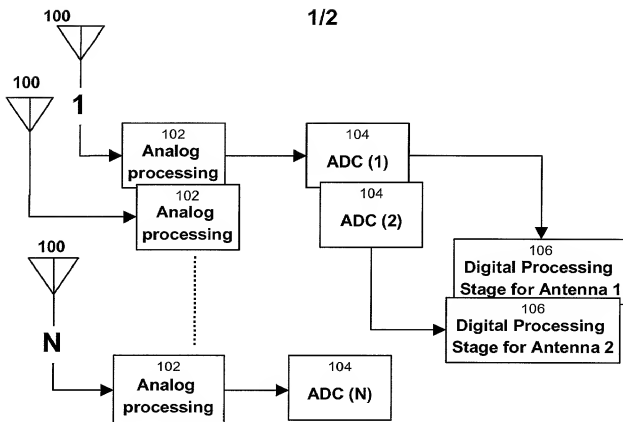 1/2
100
100
1
102
Analog
processing
104
ADC (1)
102
Analog
processing
104
ADC (2)
100
106
Digital Processing
Stage for Antenna 1
106
Digital Processing
Stage for Antenna 2
N
102
Analog
processing
104
ADC (N)